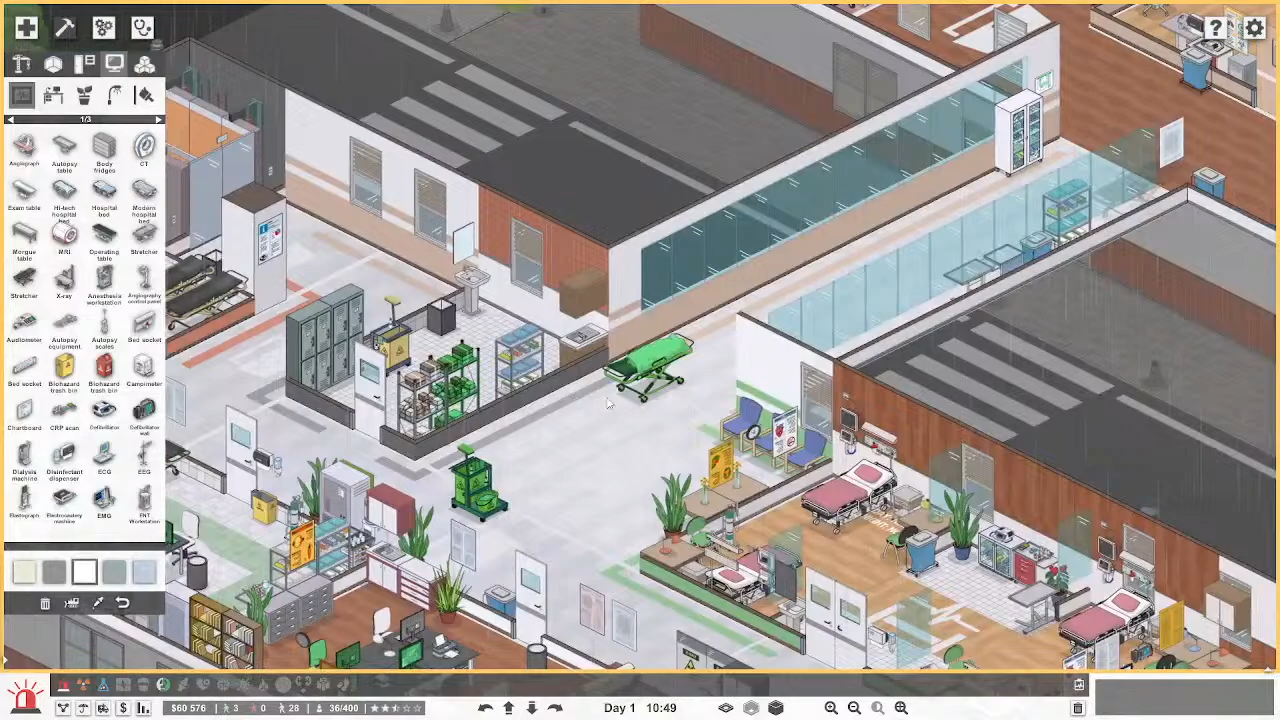 ?
1/3
Angiograph
Autopsy table
Body fridges
CT
Exam table
Hi-tech hospital bed
Hospital bed
Modern hospital bed
Morgue table
MRI
Operating table
Stretcher
Stretcher
X-ray
Anesthesia workstation
Angiography control panel
Audiometer
Autopsy equipment
Autopsy scales
Bed socket
Bed socket
Biohazard trash bin
Biohazard trash bin
Campimeter
Chartboard
CRP scan
Defibrillator
Defibrillator wall
Dialysis machine
Disinfectant dispenser
ECG
EEG
Elastograph
Electrosurgery machine
EMG
ENT Workstation
$60 576
3
0
28
36/400
Day 1 10:49